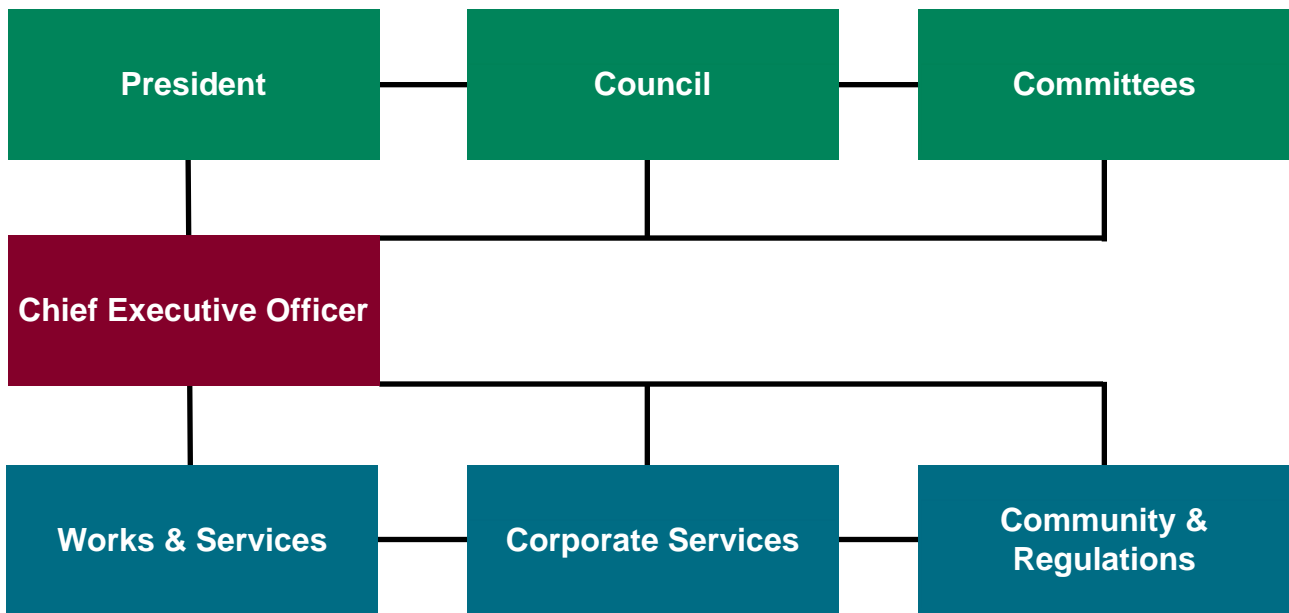 President
Council
Committees
Chief Executive Officer
Works & Services
Corporate Services
Community &
Regulations